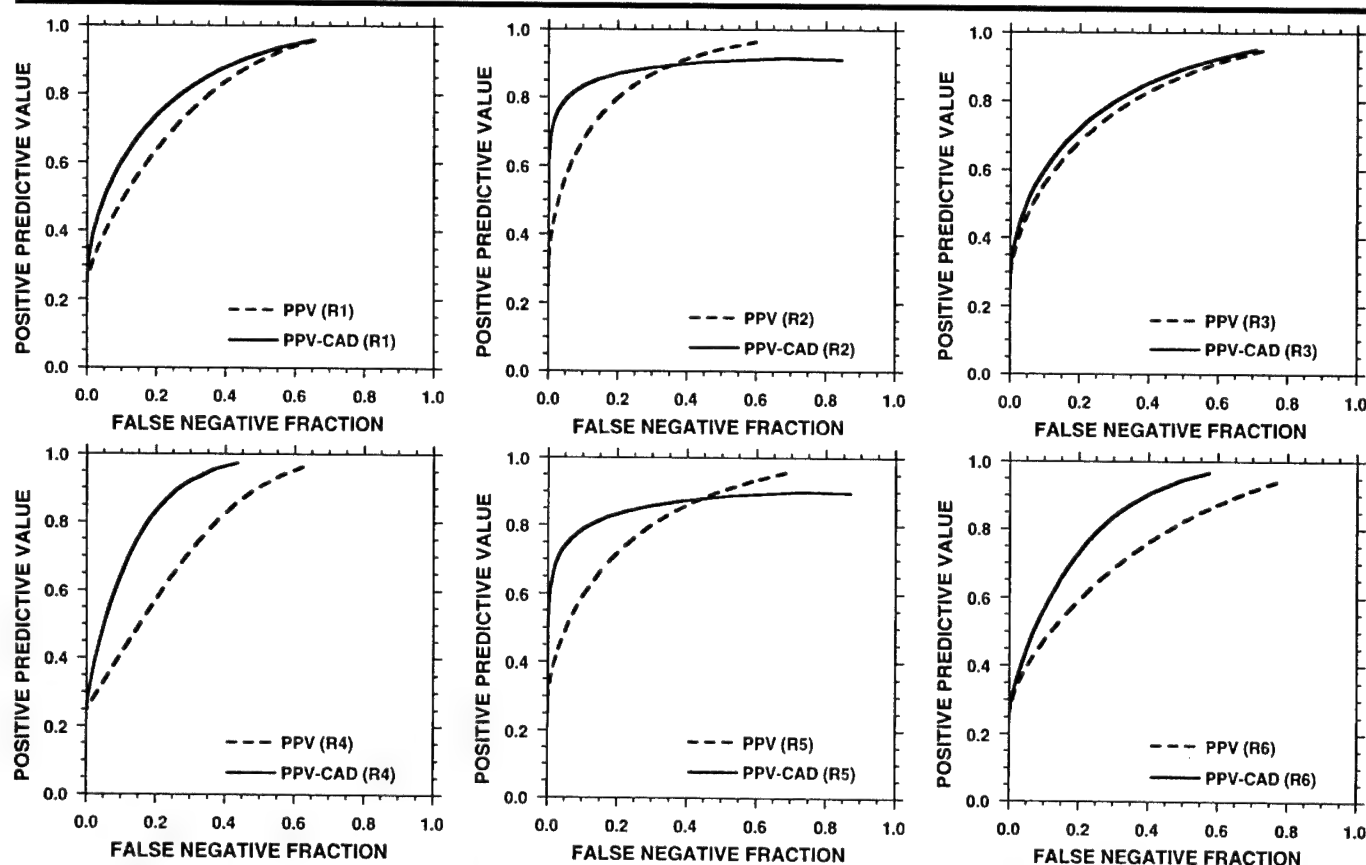 POSITIVE PREDICTIVE VALUE
1.0
0.8
0.6
0.4
0.2
0.0
PPV (R1)
PPV-CAD (R1)
0.0 0.2 0.4 0.6 0.8 1.0
FALSE NEGATIVE FRACTION
POSITIVE PREDICTIVE VALUE
1.0
0.8
0.6
0.4
0.2
0.0
PPV (R2)
PPV-CAD (R2)
0.0 0.2 0.4 0.6 0.8 1.0
FALSE NEGATIVE FRACTION
POSITIVE PREDICTIVE VALUE
1.0
0.8
0.6
0.4
0.2
0.0
PPV (R3)
PPV-CAD (R3)
0.0 0.2 0.4 0.6 0.8 1.0
FALSE NEGATIVE FRACTION
POSITIVE PREDICTIVE VALUE
1.0
0.8
0.6
0.4
0.2
0.0
PPV (R4)
PPV-CAD (R4)
0.0 0.2 0.4 0.6 0.8 1.0
FALSE NEGATIVE FRACTION
POSITIVE PREDICTIVE VALUE
1.0
0.8
0.6
0.4
0.2
0.0
PPV (R5)
PPV-CAD (R5)
0.0 0.2 0.4 0.6 0.8 1.0
FALSE NEGATIVE FRACTION
POSITIVE PREDICTIVE VALUE
1.0
0.8
0.6
0.4
0.2
0.0
PPV (R6)
PPV-CAD (R6)
0.0 0.2 0.4 0.6 0.8 1.0
FALSE NEGATIVE FRACTION